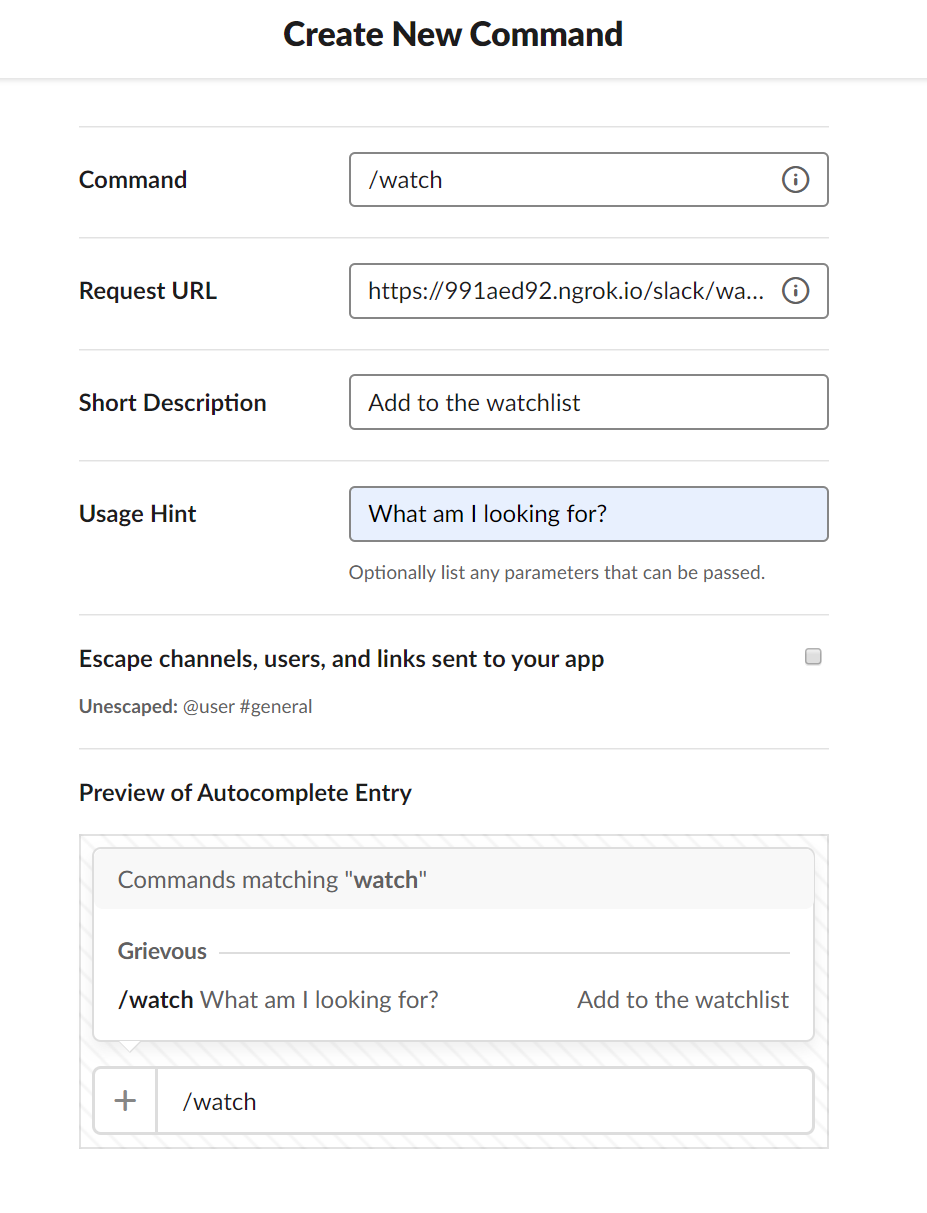 Create New Command
Command
/watch
Request URL
https://991aed92.ngrok.io/slack/wa...
Short Description
Add to the watchlist
Usage Hint
What am I looking for?
Optionally list any parameters that can be passed.
Escape channels, users, and links sent to your app
Unescaped: @user #general
Preview of Autocomplete Entry
Commands matching "watch"
Grievous
/watch What am I looking for? Add to the watchlist
+ /watch